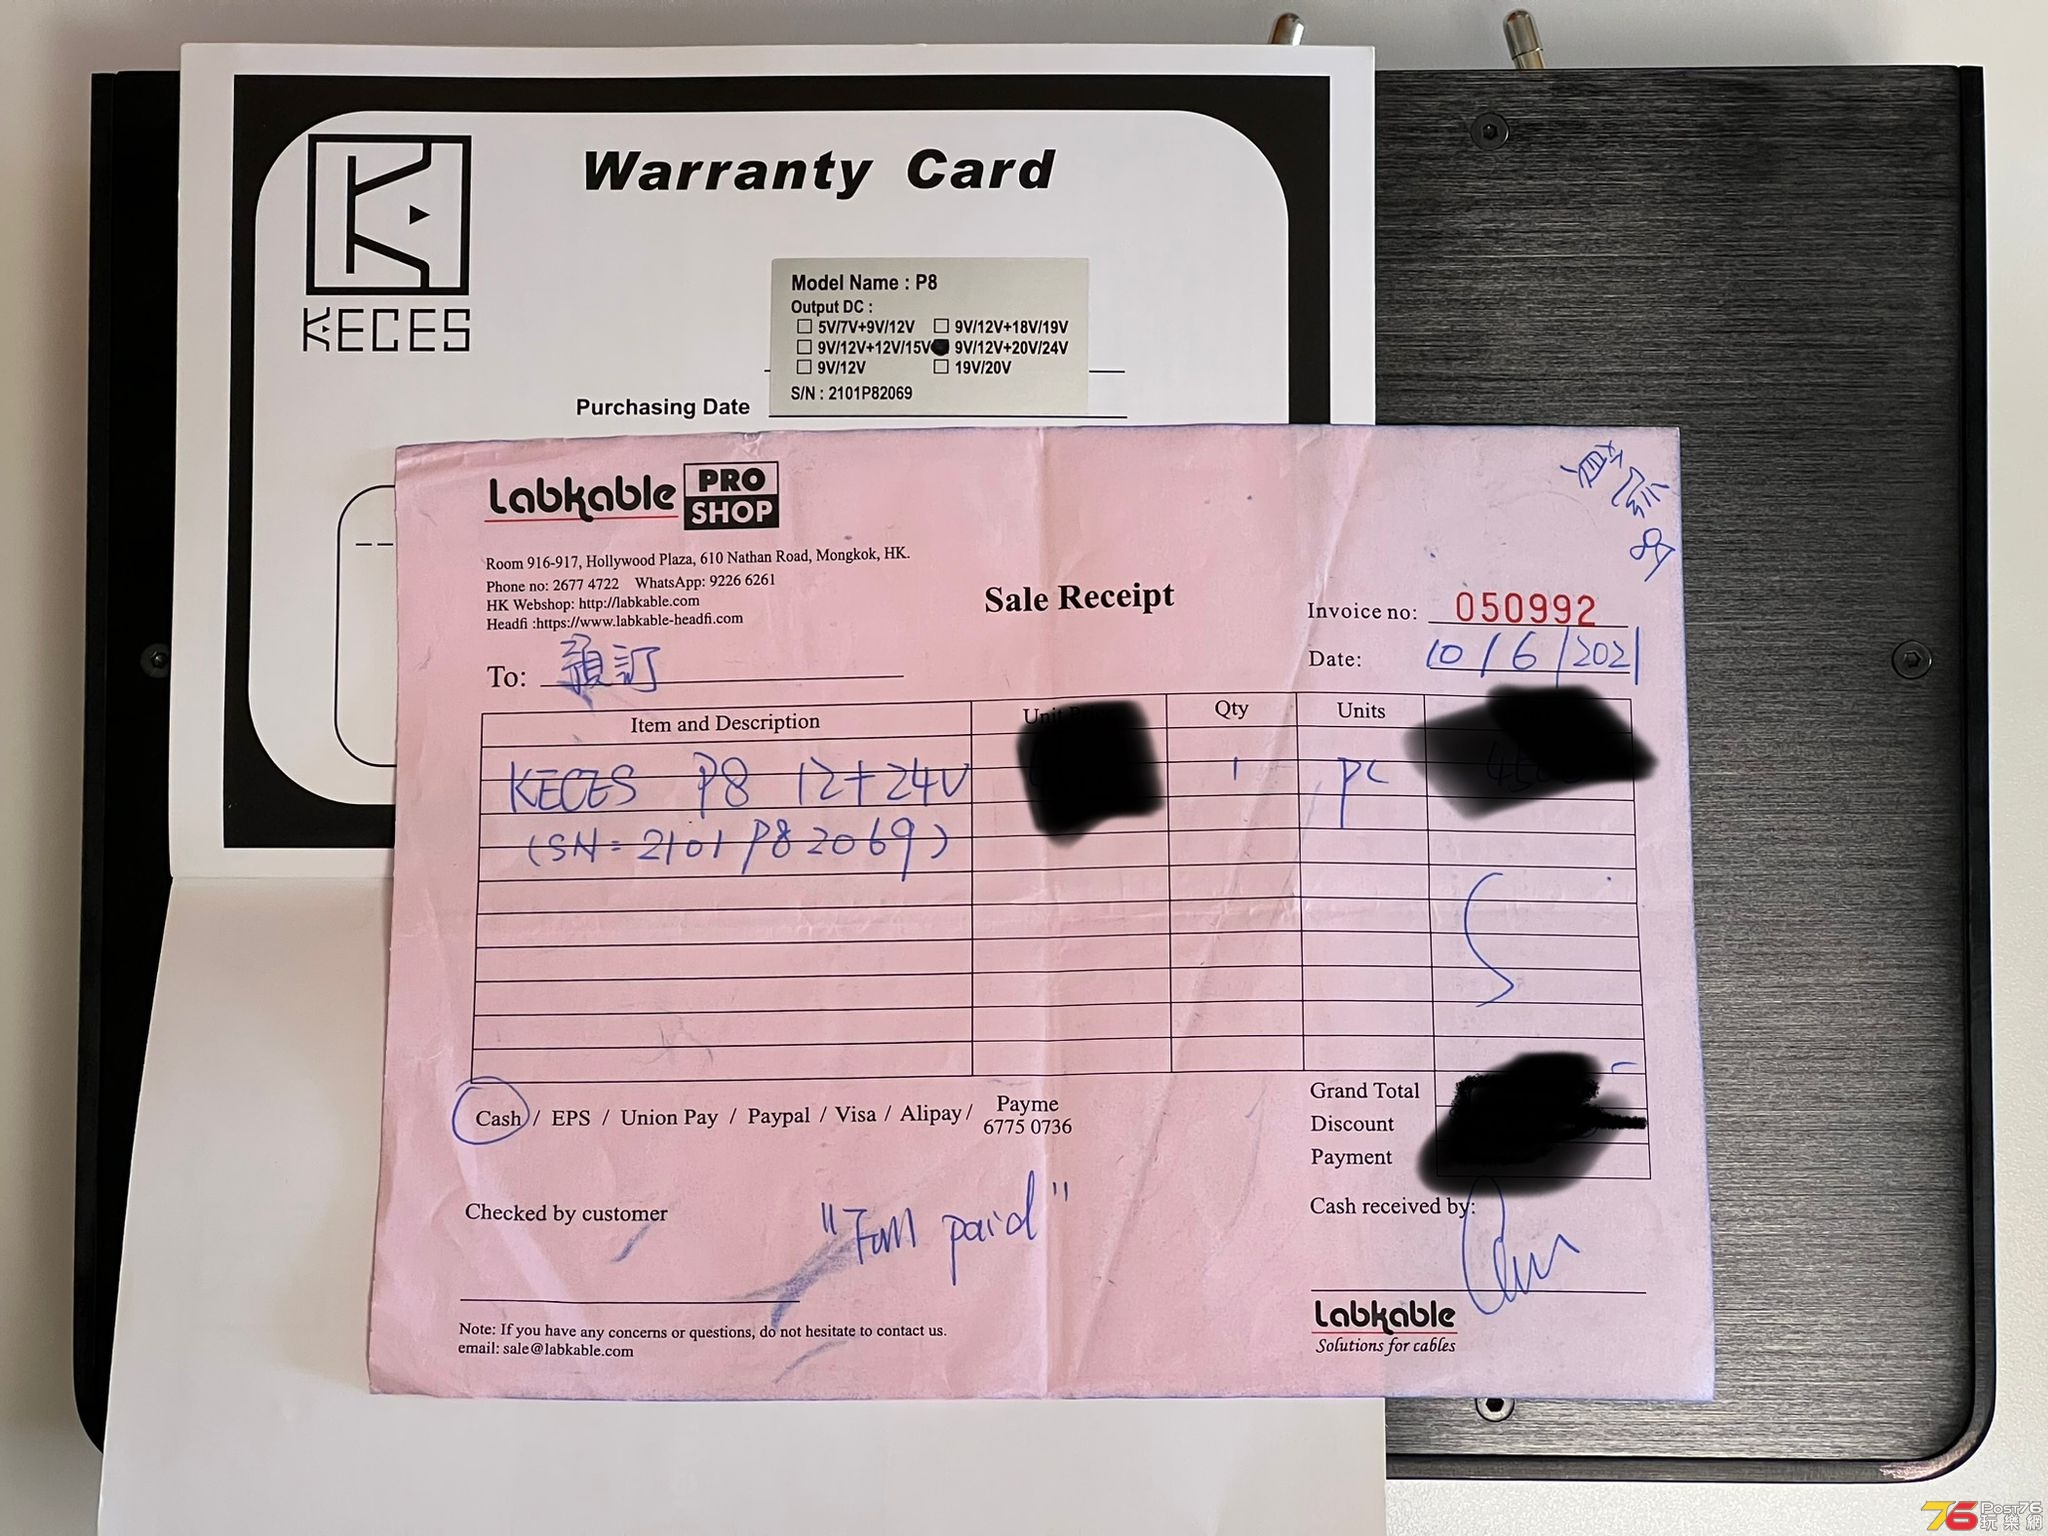 Warranty Card
KECES
Model Name : P8
Output DC :
5V/7V+9V/12V 9V/12V+18V/19V
9V/12V+12V/15V 9V/12V+20V/24V
9V/12V 19V/20V
S/N : 2101P82069
Purchasing Date
Labkable PRO SHOP
Room 916-917, Hollywood Plaza, 610 Nathan Road, Mongkok, HK.
Phone no: 2677 4722 WhatsApp: 9226 6261
HK Webshop: http://labkable.com
Headfi :https://www.labkable-headfi.com
Sale Receipt
Invoice no: 050992
Date: 10/6/2021
To: 預訂
Item and Description Unit Qty Units
KECES P8 12+24V 1 pc
(SN=2101P82069)
Cash / EPS / Union Pay / Paypal / Visa / Alipay / Payme
6775 0736
Grand Total
Discount
Payment
Checked by customer
"Full paid"
Cash received by:
Labkable
Solutions for cables
Note: If you have any concerns or questions, do not hesitate to contact us.
email: sale@labkable.com
76 Post76
玩樂網